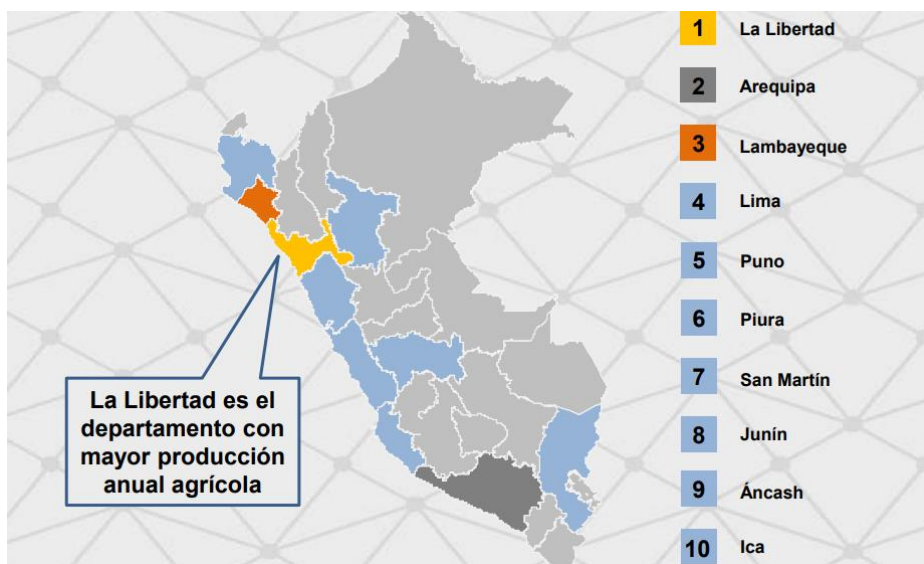 1 La Libertad
2 Arequipa
3 Lambayeque
4 Lima
5 Puno
6 Piura
7 San Martín
8 Junín
9 Áncash
10 Ica
La Libertad es el
departamento con
mayor producción
anual agrícola